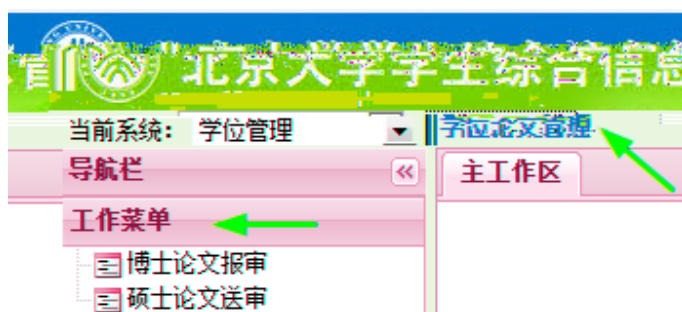 北京大学学生综合信息
当前系统: 学位管理 学位论文管理
导航栏 主工作区
工作菜单
博士论文报审
硕士论文送审